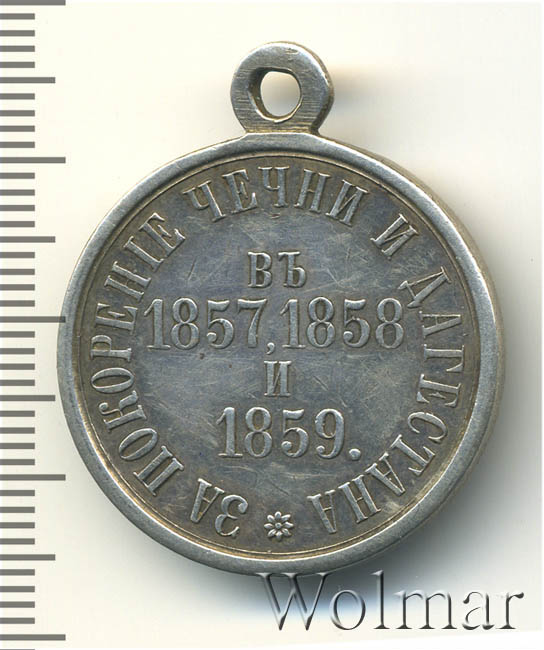 ЗА ПОКОРЕНІЕ ЧЕЧНИ И ДАГЕСТАНА
ВЪ
1857, 1858
И
1859.
Wolmar